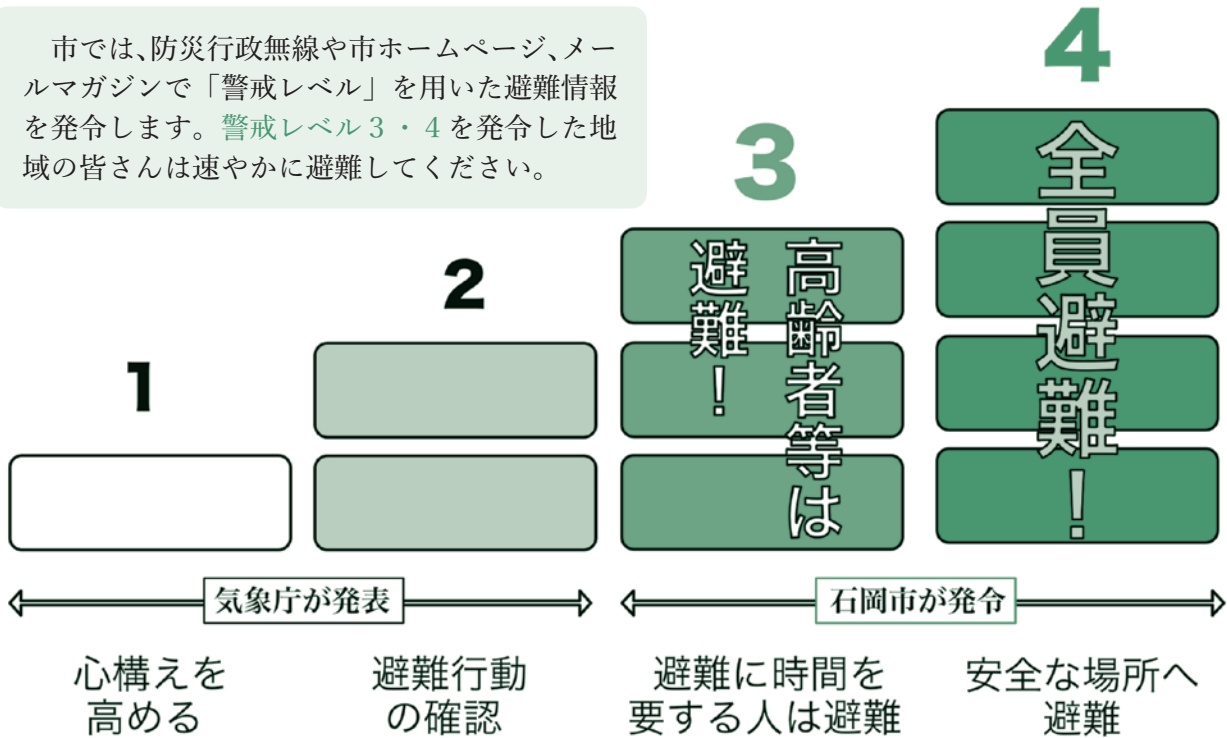 市では、防災行政無線や市ホームページ、メー
ルマガジンで「警戒レベル」を用いた避難情報
を発令します。警戒レベル３・４を発令した地
域の皆さんは速やかに避難してください。
1
2
3
4
高齢者等は
避難！
全員避難！
気象庁が発表
石岡市が発令
心構えを
高める
避難行動
の確認
避難に時間を
要する人は避難
安全な場所へ
避難